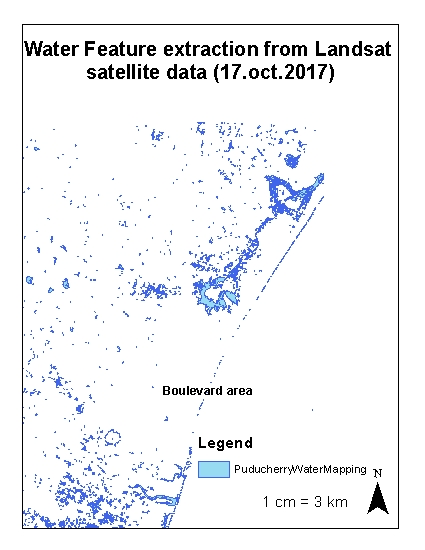 Water Feature extraction from Landsat
satellite data (17.oct.2017)
Boulevard area
Legend
PuducherryWaterMapping
N
1 cm = 3 km